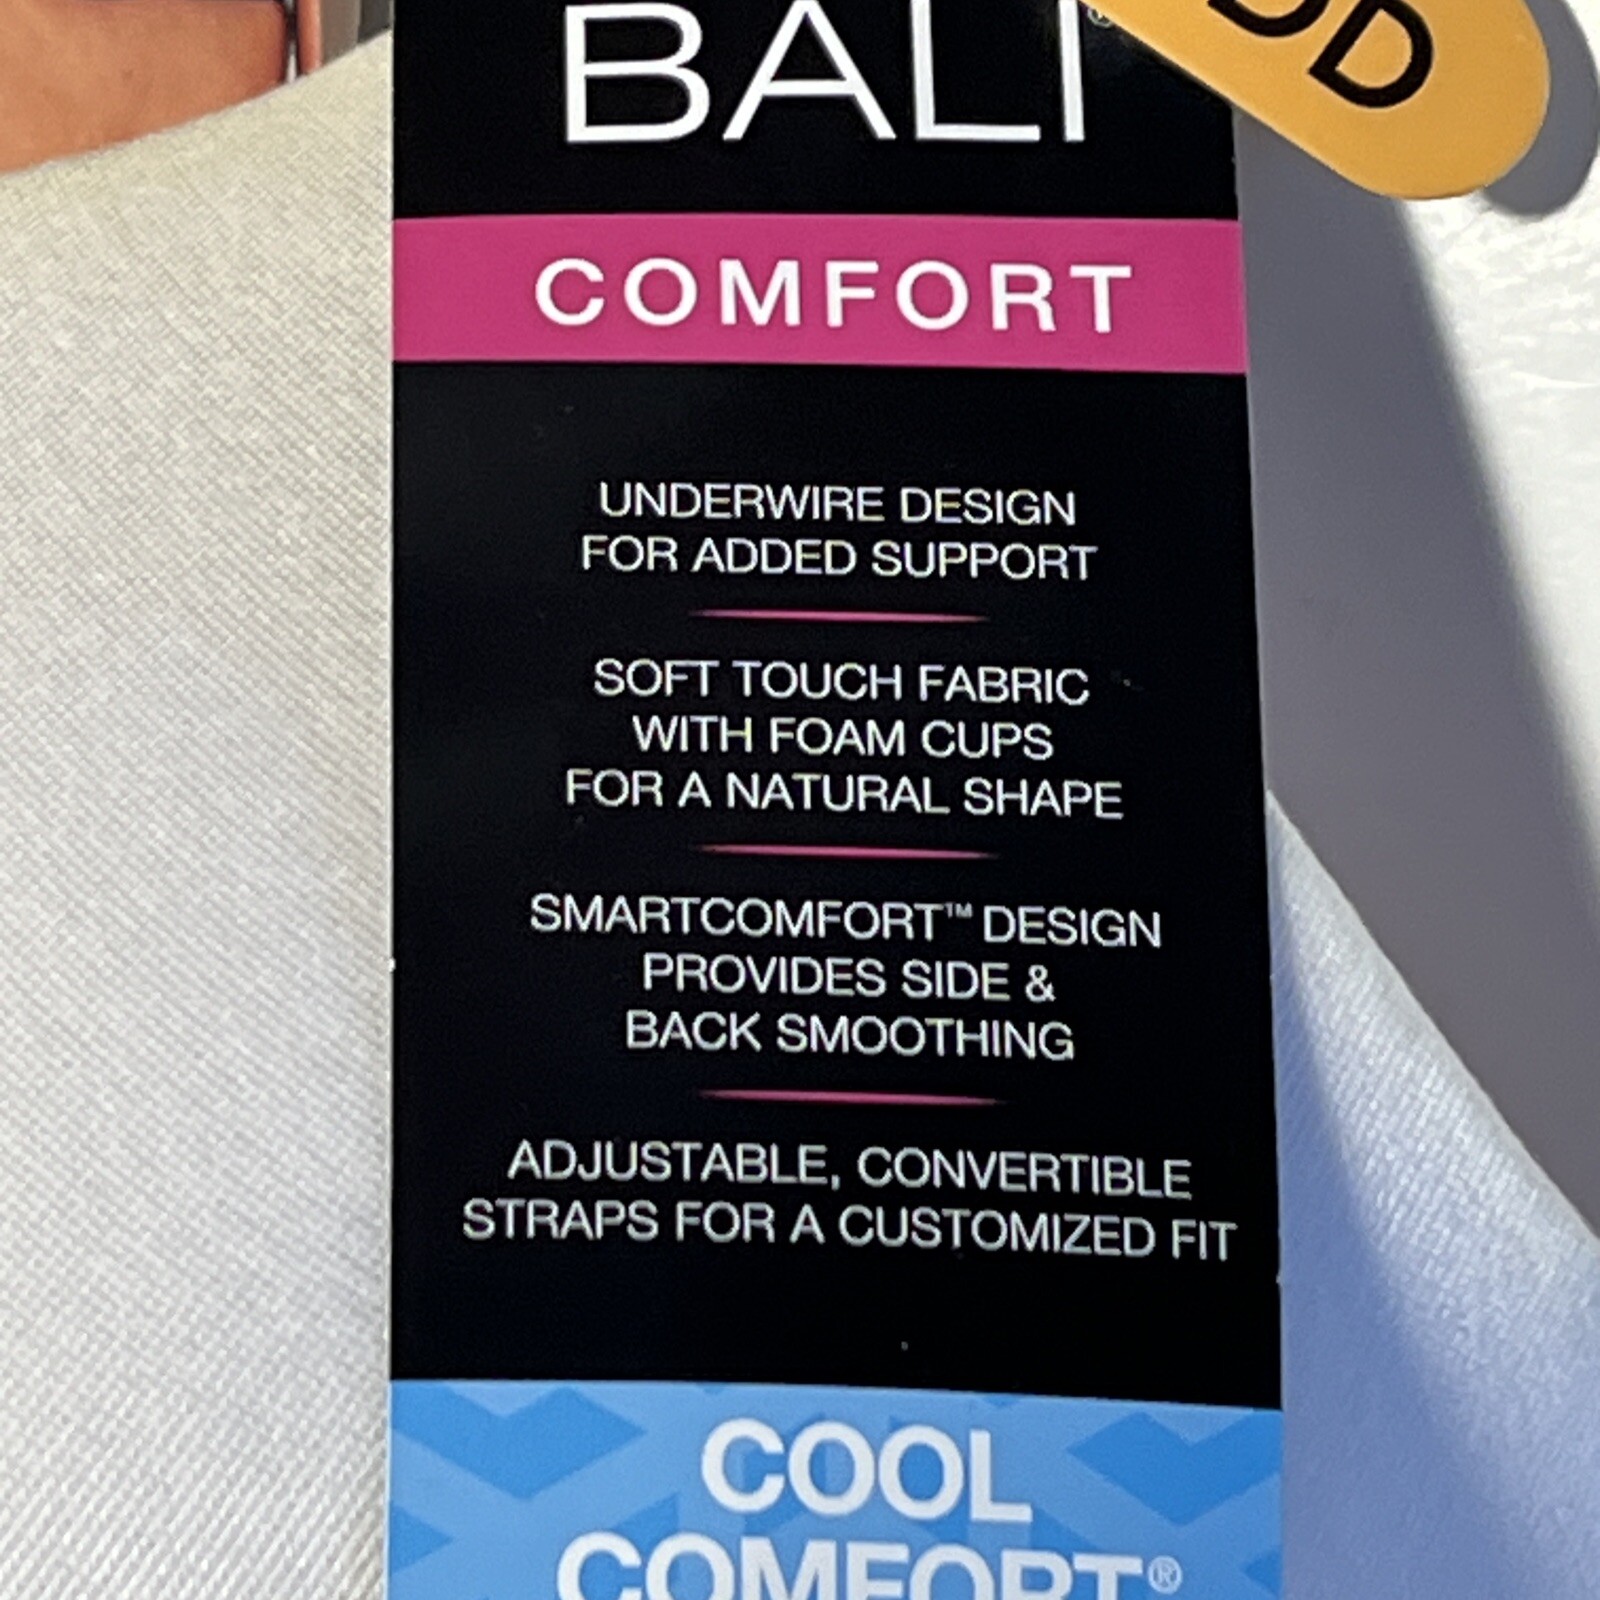 BALI®
DD
COMFORT
UNDERWIRE DESIGN
FOR ADDED SUPPORT
SOFT TOUCH FABRIC
WITH FOAM CUPS
FOR A NATURAL SHAPE
SMARTCOMFORT™ DESIGN
PROVIDES SIDE &
BACK SMOOTHING
ADJUSTABLE, CONVERTIBLE
STRAPS FOR A CUSTOMIZED FIT
COOL
COMFORT®